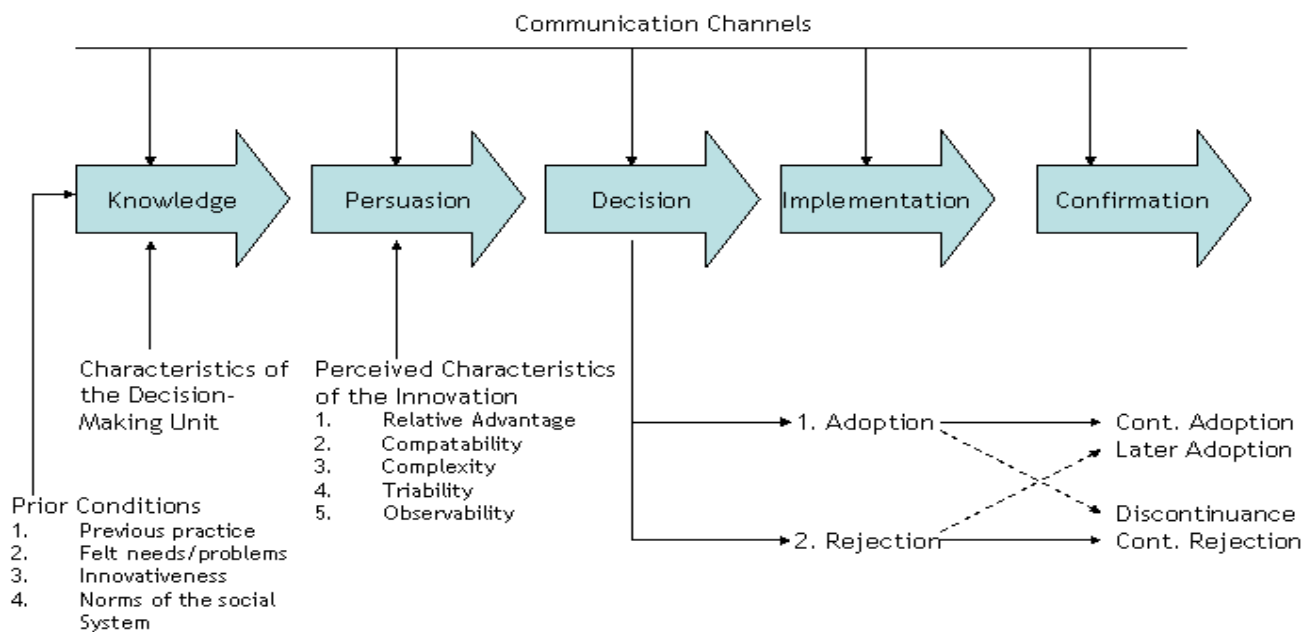 Communication Channels
Knowledge
Persuasion
Decision
Implementation
Confirmation
Characteristics of
the Decision-
Making Unit
Perceived Characteristics
of the Innovation
1. Relative Advantage
2. Compatability
3. Complexity
4. Triability
5. Observability
1. Adoption
2. Rejection
Cont. Adoption
Later Adoption
Discontinuance
Cont. Rejection
Prior Conditions
1. Previous practice
2. Felt needs/problems
3. Innovativeness
4. Norms of the social
System